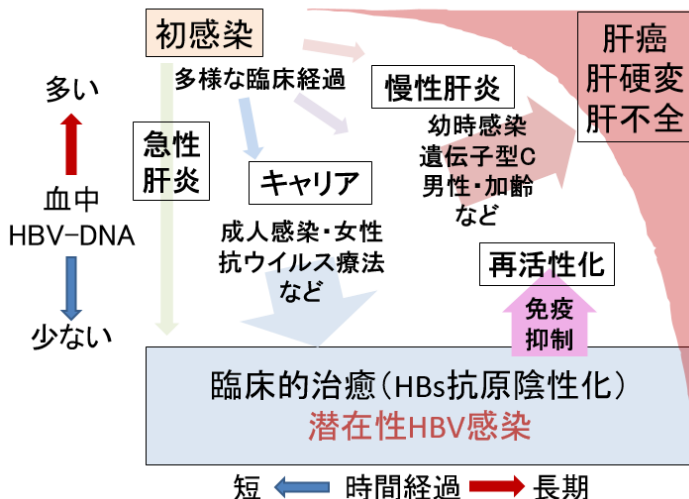 初感染
多様な臨床経過
肝癌
肝硬変
肝不全
多い
血中
HBV-DNA
少ない
急性
肝炎
キャリア
成人感染・女性
抗ウイルス療法
など
慢性肝炎
幼時感染
遺伝子型C
男性・加齢
など
再活性化
免疫
抑制
臨床的治癒(HBs抗原陰性化)
潜在性HBV感染
短 時間経過 長期